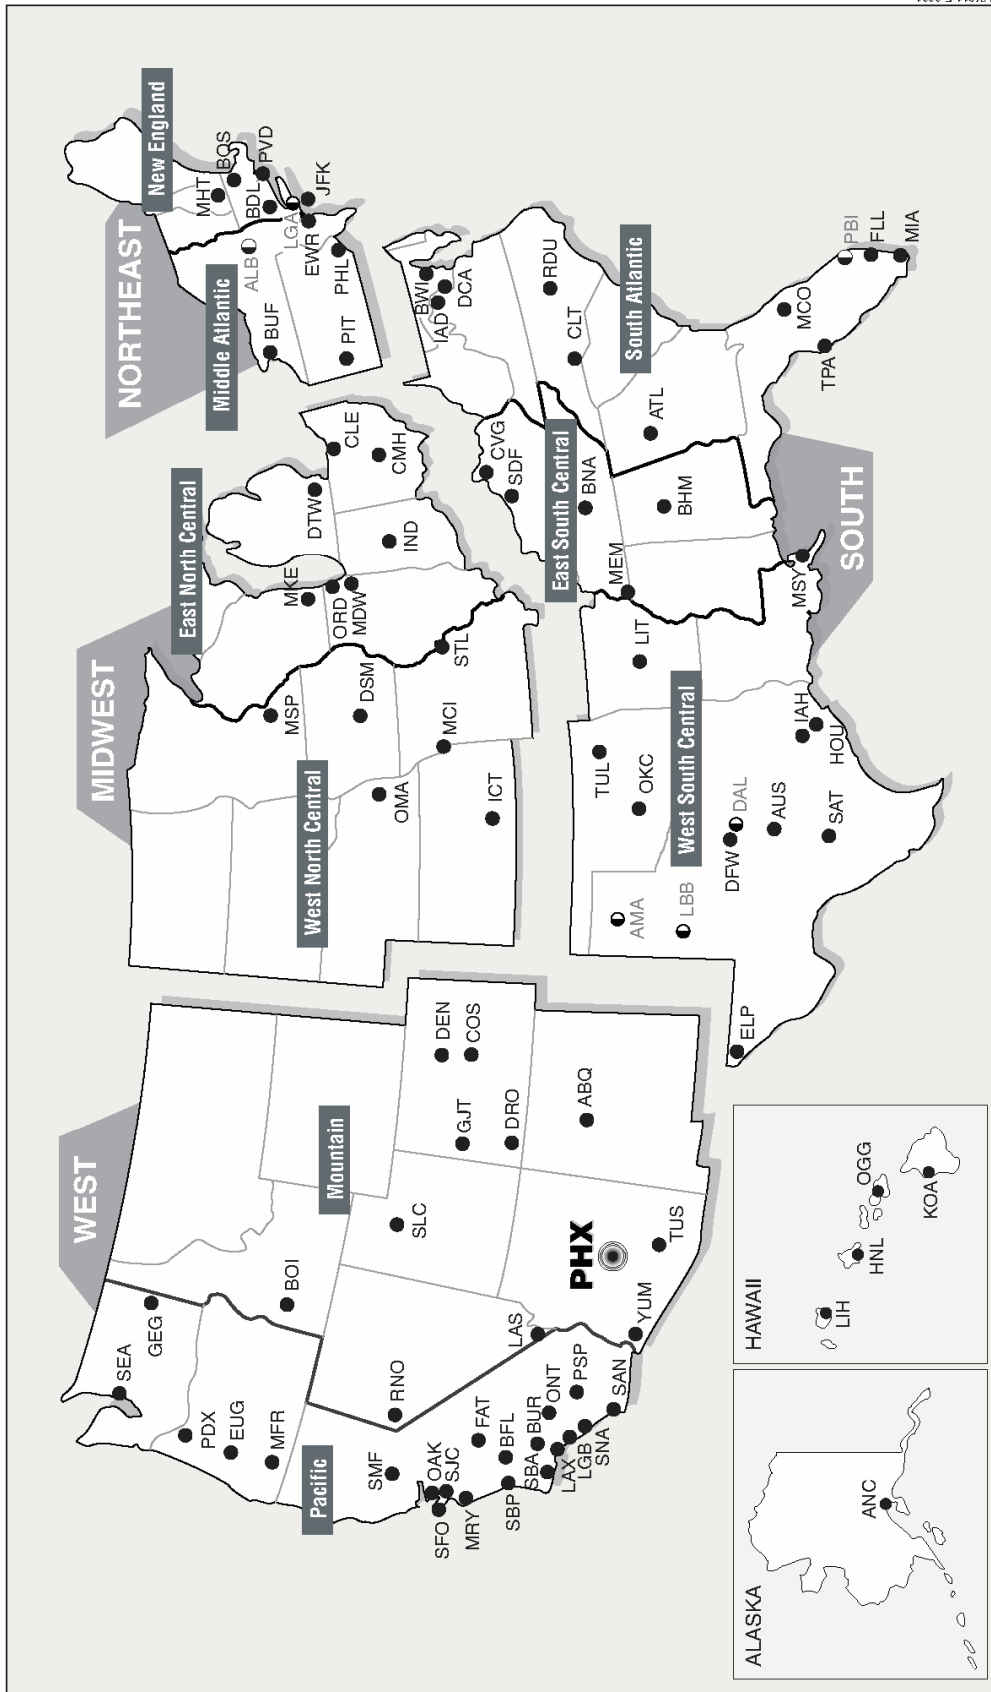 WEST
MIDWEST
NORTHEAST
SOUTH
Pacific
Mountain
West North Central
East North Central
Middle Atlantic
New England
West South Central
East South Central
South Atlantic
SEA
GEG
PDX
EUG
MFR
BOI
RNO
SMF
OAK
SJC
SFO
MRY
FAT
BFL
SBP
SBA
BUR
ONT
LAX
LGB
SNA
PSP
SAN
LAS
YUM
PHX
TUS
SLC
GJT
DRO
DEN
COS
ABQ
MSP
DSM
OMA
MCI
STL
ICT
MKE
ORD
MDW
DTW
IND
CLE
CMH
BUF
ALB
PIT
PHL
EWR
LGA
JFK
BDL
PVD
BOS
MHT
BWI
IAD
DCA
RDU
CLT
ATL
MCO
TPA
PBI
FLL
MIA
CVG
SDF
BNA
MEM
BHM
TUL
OKC
LIT
AMA
LBB
DFW
DAL
AUS
SAT
IAH
HOU
MSY
ELP
ALASKA
ANC
HAWAII
LIH
HNL
OGG
KOA